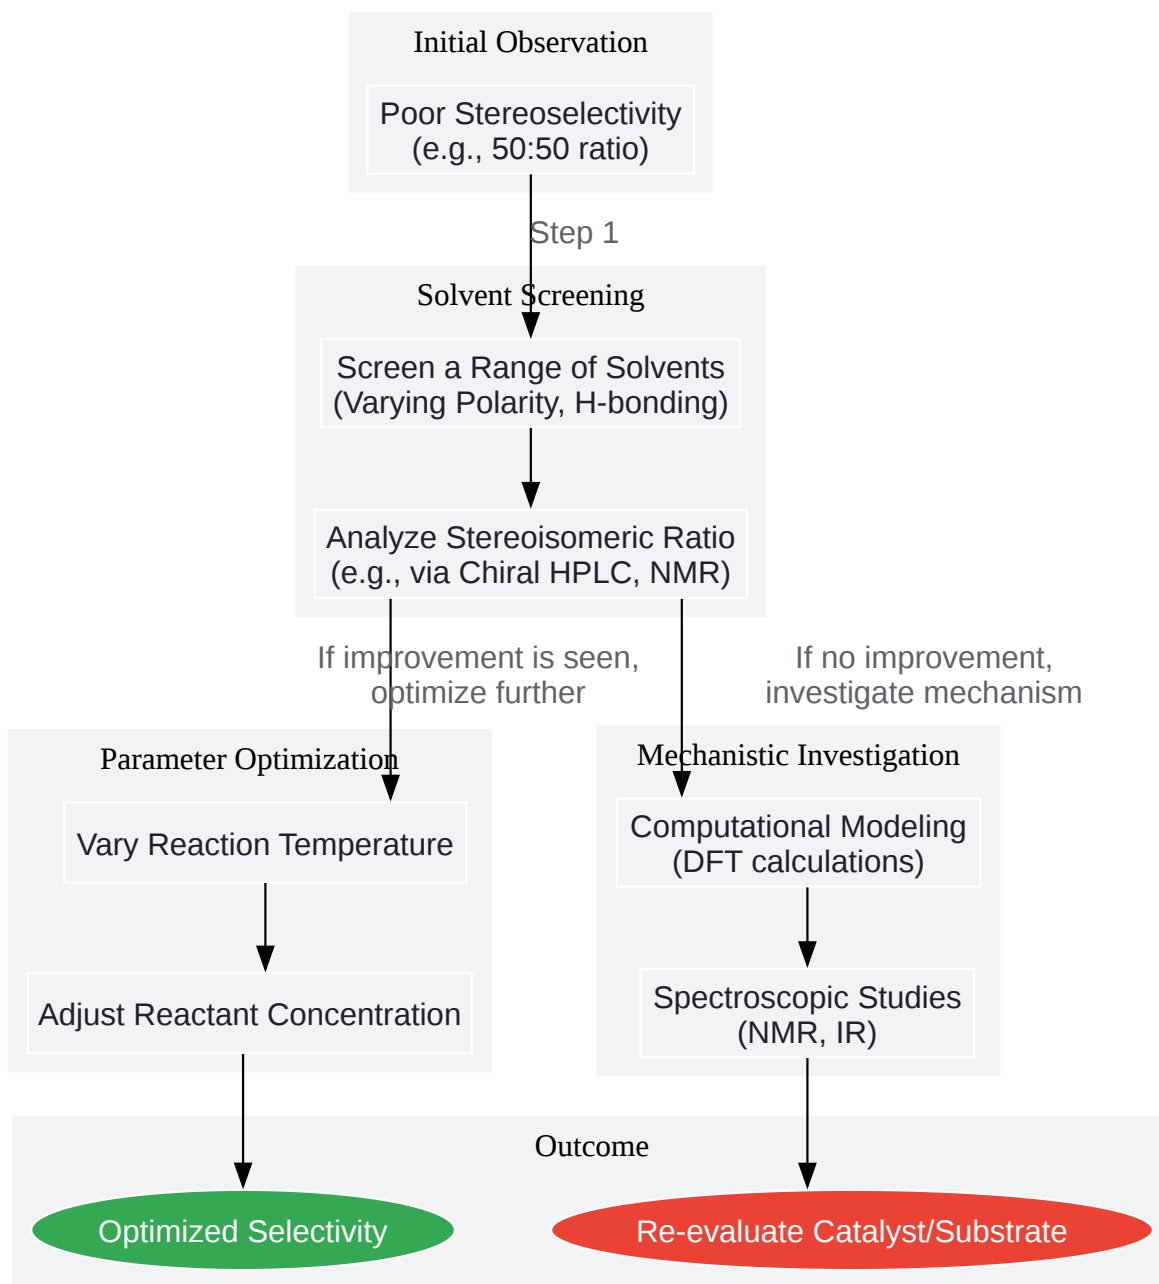 Initial Observation
Poor Stereoselectivity
(e.g., 50:50 ratio)
Step 1
Solvent Screening
Screen a Range of Solvents
(Varying Polarity, H-bonding)
Analyze Stereoisomeric Ratio
(e.g., via Chiral HPLC, NMR)
If improvement is seen,
optimize further
If no improvement,
investigate mechanism
Parameter Optimization
Vary Reaction Temperature
Adjust Reactant Concentration
Mechanistic Investigation
Computational Modeling
(DFT calculations)
Spectroscopic Studies
(NMR, IR)
Outcome
Optimized Selectivity
Re-evaluate Catalyst/Substrate